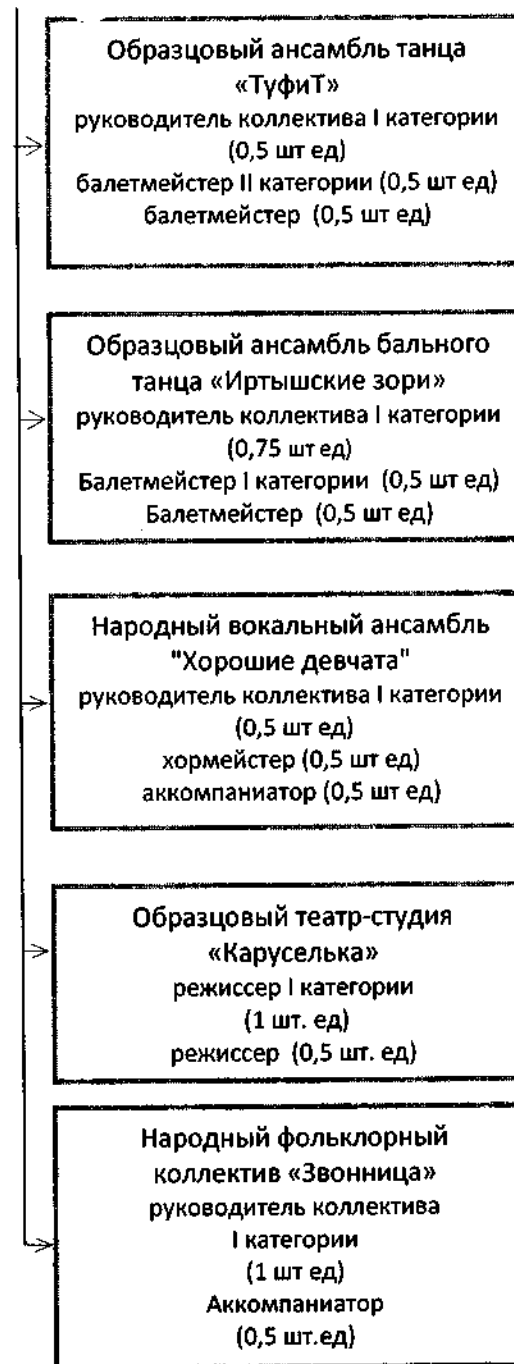 Образцовый ансамбль танца
«ТуфиТ»
руководитель коллектива I категории
(0,5 шт ед)
балетмейстер II категории (0,5 шт ед)
балетмейстер (0,5 шт ед)
Образцовый ансамбль бального
танца «Иртышские зори»
руководитель коллектива I категории
(0,75 шт ед)
Балетмейстер I категории (0,5 шт ед)
Балетмейстер (0,5 шт ед)
Народный вокальный ансамбль
"Хорошие девчата"
руководитель коллектива I категории
(0,5 шт ед)
хормейстер (0,5 шт ед)
аккомпаниатор (0,5 шт ед)
Образцовый театр-студия
«Каруселька»
режиссер I категории
(1 шт. ед)
режиссер (0,5 шт. ед)
Народный фольклорный
коллектив «Звонница»
руководитель коллектива
I категории
(1 шт ед)
Аккомпаниатор
(0,5 шт.ед)